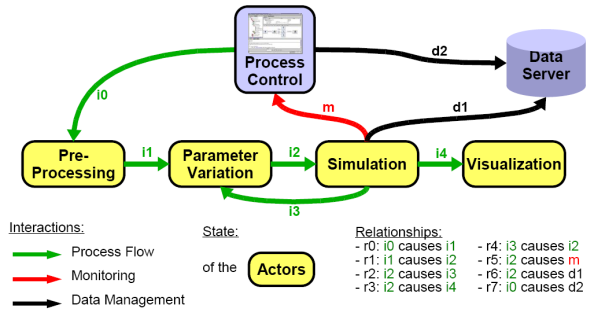 Process
Control
d2
Data
Server
i0
m
d1
Pre-
Processing
i1
Parameter
Variation
i2
Simulation
i4
Visualization
i3
Interactions:
Process Flow
Monitoring
Data Management
State:
of the
Actors
Relationships:
- r0: i0 causes i1
- r1: i1 causes i2
- r2: i2 causes i3
- r3: i2 causes i4
- r4: i3 causes i2
- r5: i2 causes m
- r6: i2 causes d1
- r7: i0 causes d2